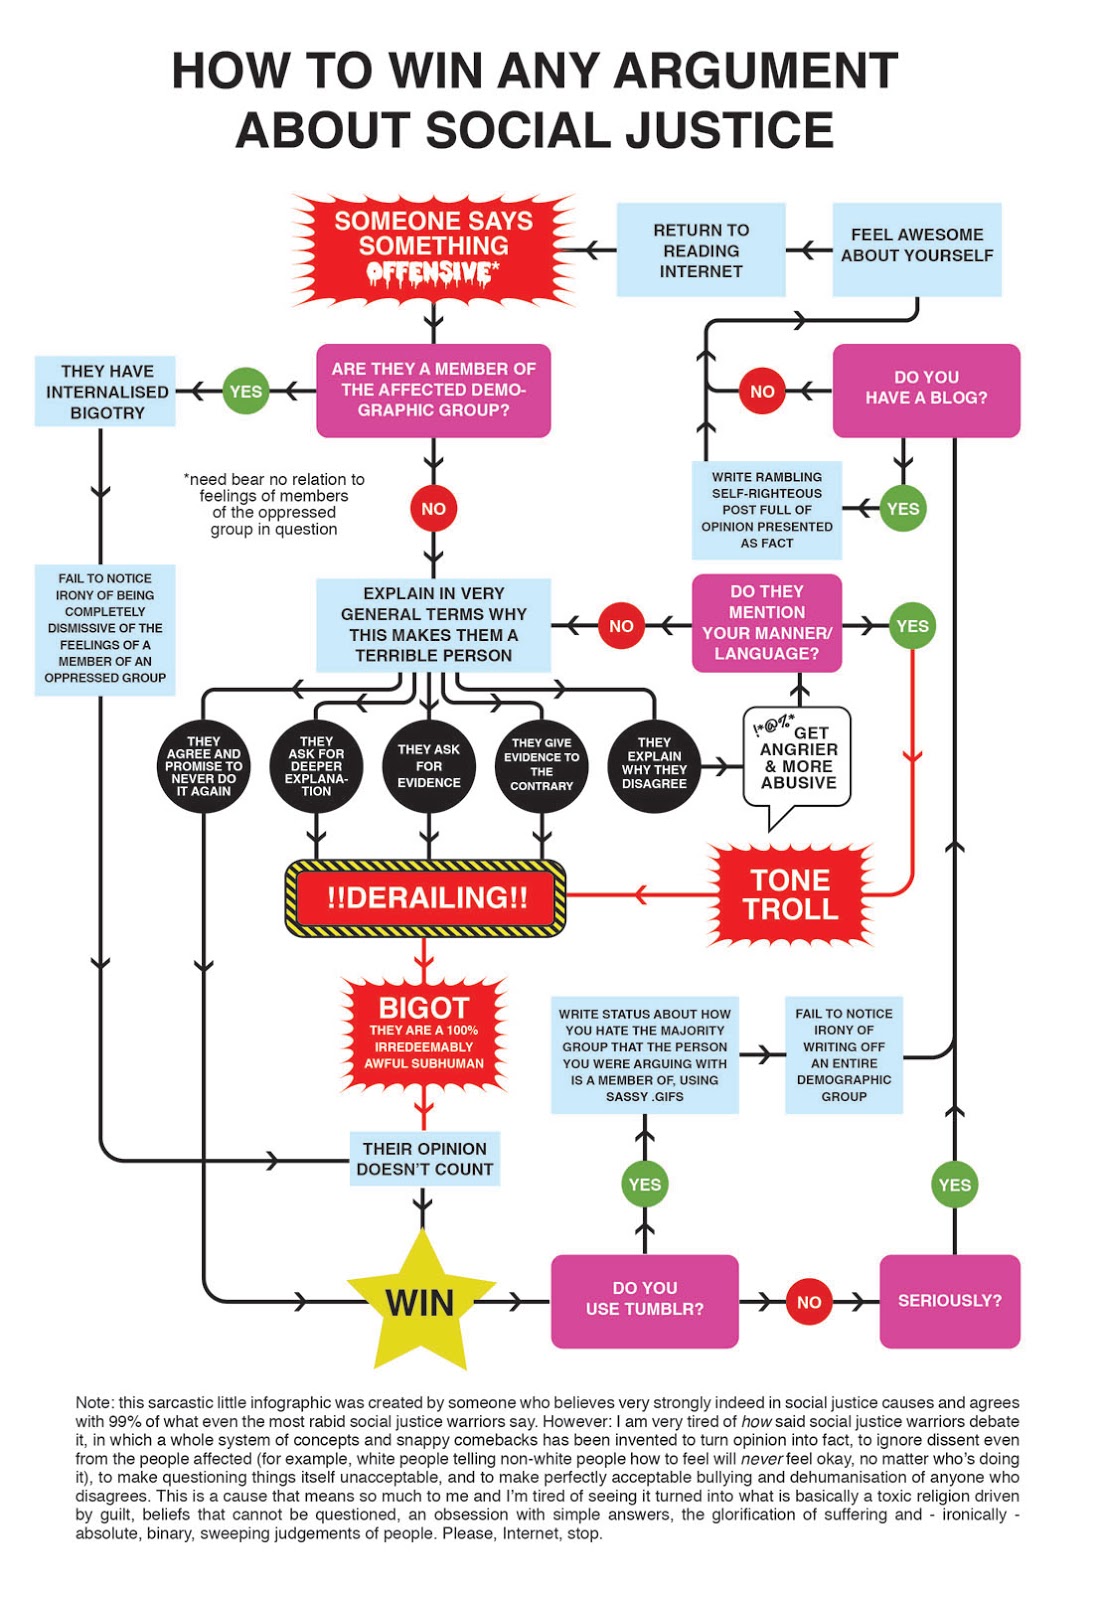 HOW TO WIN ANY ARGUMENT
ABOUT SOCIAL JUSTICE
SOMEONE SAYS
SOMETHING
OFFENSIVE*
RETURN TO
READING
INTERNET
FEEL AWESOME
ABOUT YOURSELF
THEY HAVE
INTERNALISED
BIGOTRY
YES
ARE THEY A MEMBER OF
THE AFFECTED DEMO-
GRAPHIC GROUP?
NO
DO YOU
HAVE A BLOG?
*need bear no relation to
feelings of members
of the oppressed
group in question
NO
WRITE RAMBLING
SELF-RIGHTEOUS
POST FULL OF
OPINION PRESENTED
AS FACT
YES
FAIL TO NOTICE
IRONY OF BEING
COMPLETELY
DISMISSIVE OF THE
FEELINGS OF A
MEMBER OF AN
OPPRESSED GROUP
EXPLAIN IN VERY
GENERAL TERMS WHY
THIS MAKES THEM A
TERRIBLE PERSON
NO
DO THEY
MENTION
YOUR MANNER/
LANGUAGE?
YES
THEY
AGREE AND
PROMISE TO
NEVER DO
IT AGAIN
THEY
ASK FOR
DEEPER
EXPLANA-
TION
THEY ASK
FOR
EVIDENCE
THEY GIVE
EVIDENCE TO
THE
CONTRARY
THEY
EXPLAIN
WHY THEY
DISAGREE
!*@%*
GET
ANGRIER
& MORE
ABUSIVE
!!DERAILING!!
TONE
TROLL
BIGOT
THEY ARE A 100%
IRREDEEMABLY
AWFUL SUBHUMAN
WRITE STATUS ABOUT HOW
YOU HATE THE MAJORITY
GROUP THAT THE PERSON
YOU WERE ARGUING WITH
IS A MEMBER OF, USING
SASSY .GIFS
FAIL TO NOTICE
IRONY OF
WRITING OFF
AN ENTIRE
DEMOGRAPHIC
GROUP
THEIR OPINION
DOESN'T COUNT
YES
YES
WIN
DO YOU
USE TUMBLR?
NO
SERIOUSLY?
Note: this sarcastic little infographic was created by someone who believes very strongly indeed in social justice causes and agrees
with 99% of what even the most rabid social justice warriors say. However: I am very tired of how said social justice warriors debate
it, in which a whole system of concepts and snappy comebacks has been invented to turn opinion into fact, to ignore dissent even
from the people affected (for example, white people telling non-white people how to feel will never feel okay, no matter who's doing
it), to make questioning things itself unacceptable, and to make perfectly acceptable bullying and dehumanisation of anyone who
disagrees. This is a cause that means so much to me and I'm tired of seeing it turned into what is basically a toxic religion driven
by guilt, beliefs that cannot be questioned, an obsession with simple answers, the glorification of suffering and - ironically -
absolute, binary, sweeping judgements of people. Please, Internet, stop.